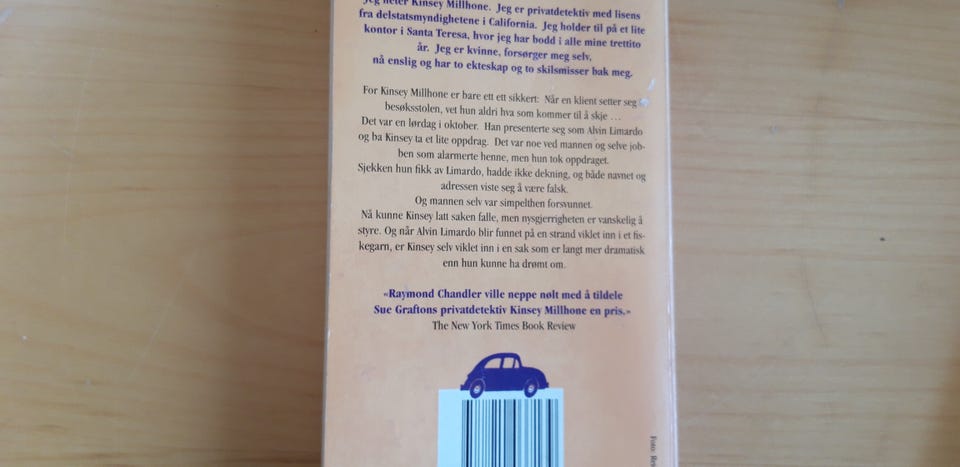 Jeg heter Kinsey Millhone. Jeg er privatdetektiv med lisens
fra delstatsmyndighetene i California. Jeg holder til på et lite
kontor i Santa Teresa, hvor jeg har bodd i alle mine trettito
år. Jeg er kvinne, forsørger meg selv,
nå enslig og har to ekteskap og to skilsmisser bak meg.
For Kinsey Millhone er bare ett ett sikkert: Når en klient setter seg i
besøksstolen, vet hun aldri hva som kommer til å skje ...
Det var en lørdag i oktober. Han presenterte seg som Alvin Limardo
og ba Kinsey ta et lite oppdrag. Det var noe ved mannen og selve job-
ben som alarmerte henne, men hun tok oppdraget.
Sjekken hun fikk av Limardo, hadde ikke dekning, og både navnet og
adressen viste seg å være falsk.
Og mannen selv var simpelthen forsvunnet.
Nå kunne Kinsey latt saken falle, men nysgjerrigheten er vanskelig å
styre. Og når Alvin Limardo blir funnet på en strand viklet inn i et fis-
kegarn, er Kinsey selv viklet inn i en sak som er langt mer dramatisk
enn hun kunne ha drømt om.
«Raymond Chandler ville neppe nølt med å tildele
Sue Graftons privatdetektiv Kinsey Millhone en pris.»
The New York Times Book Review
Foto: